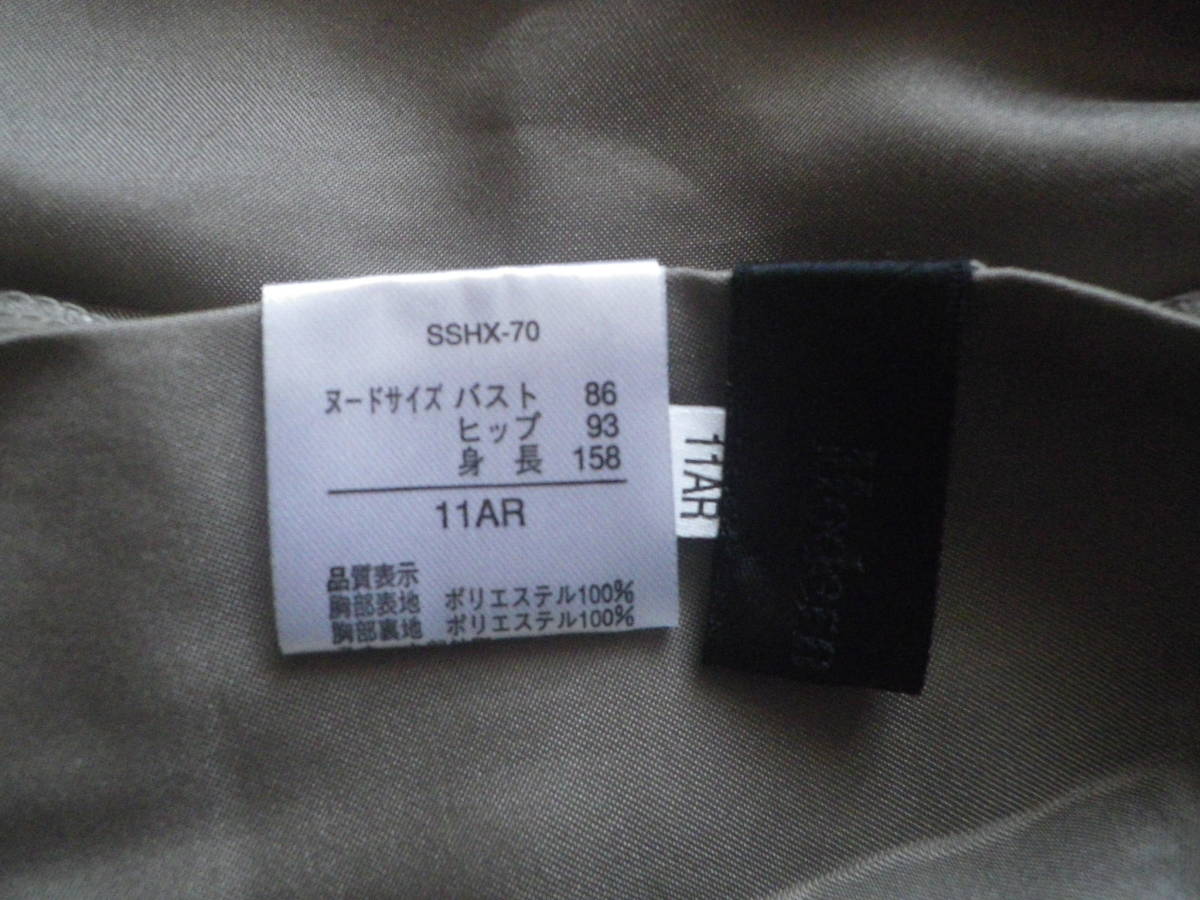 SSHX-70
ヌードサイズ バスト 86
ヒップ 93
身 長 158
11AR
品質表示
胸部表地 ポリエステル100%
胸部裏地 ポリエステル100%
11AR